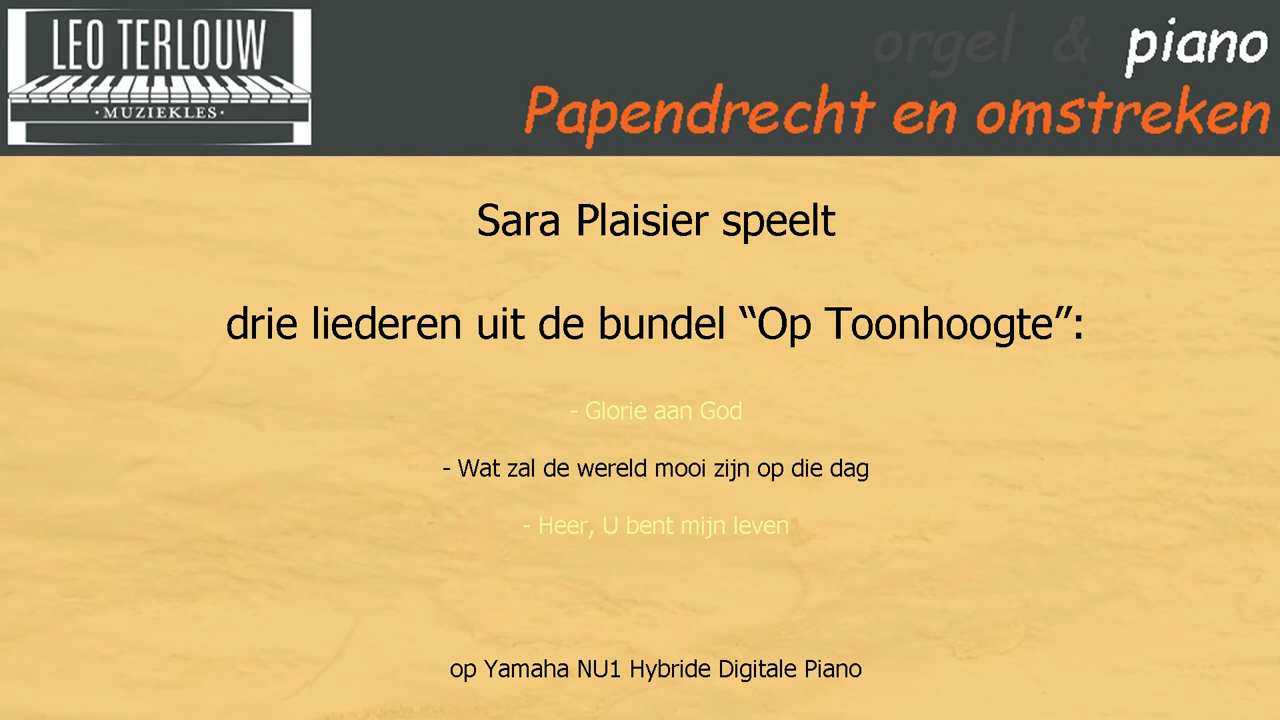 LEO TERLOUW
·MUZIEKLES·
orgel & piano
Papendrecht en omstreken
Sara Plaisier speelt
drie liederen uit de bundel “Op Toonhoogte”:
- Glorie aan God
- Wat zal de wereld mooi zijn op die dag
- Heer, U bent mijn leven
op Yamaha NU1 Hybride Digitale Piano